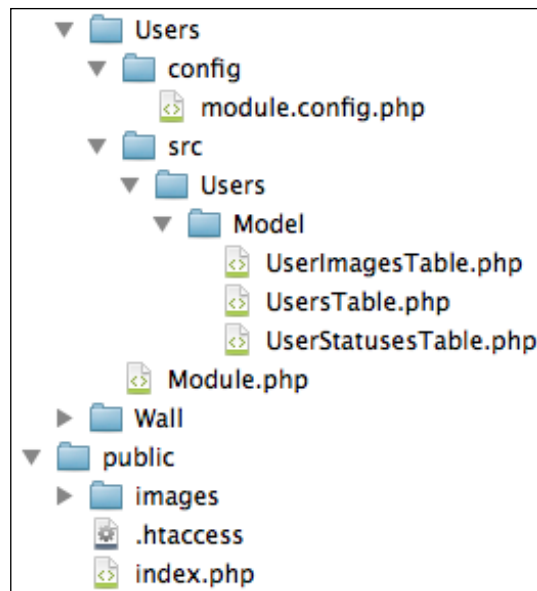 Users
config
module.config.php
src
Users
Model
UserImagesTable.php
UsersTable.php
UserStatusesTable.php
Module.php
Wall
public
images
.htaccess
index.php